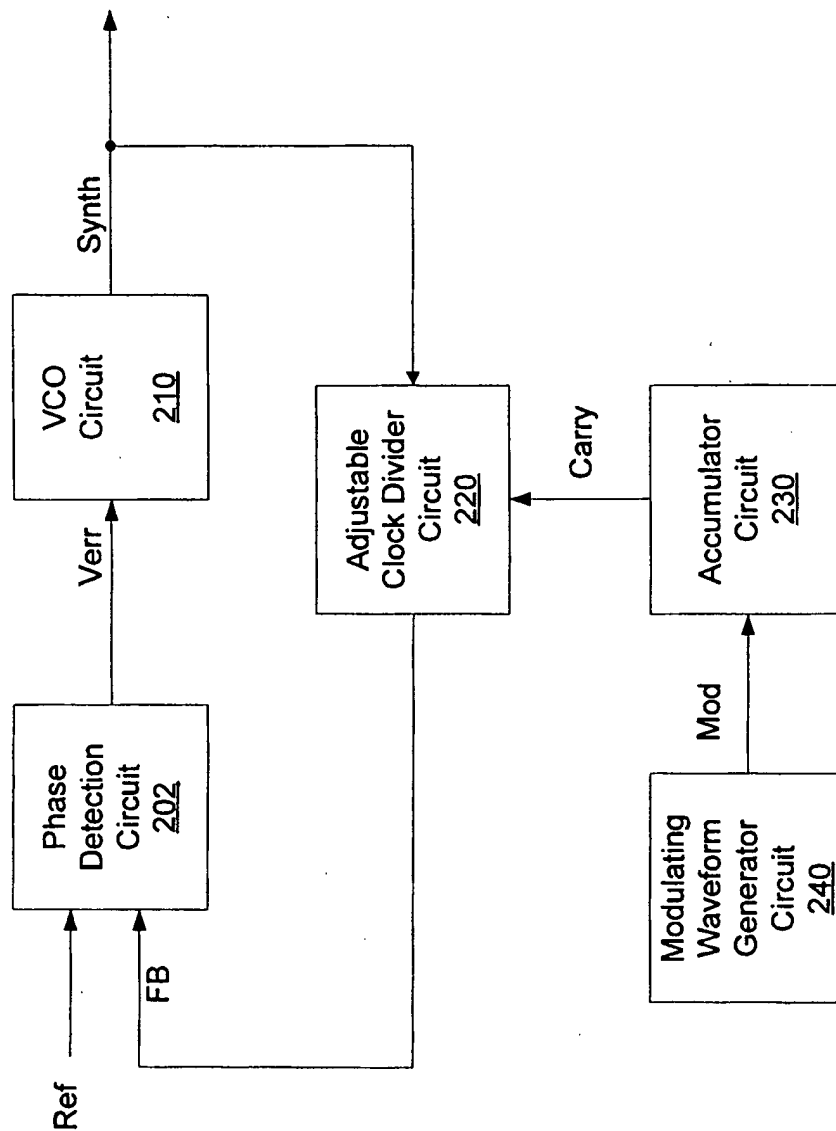 Ref
FB
Phase
Detection
Circuit
202
Verr
VCO
Circuit
210
Synth
Adjustable
Clock Divider
Circuit
220
Carry
Modulating
Waveform
Generator
Circuit
240
Mod
Accumulator
Circuit
230